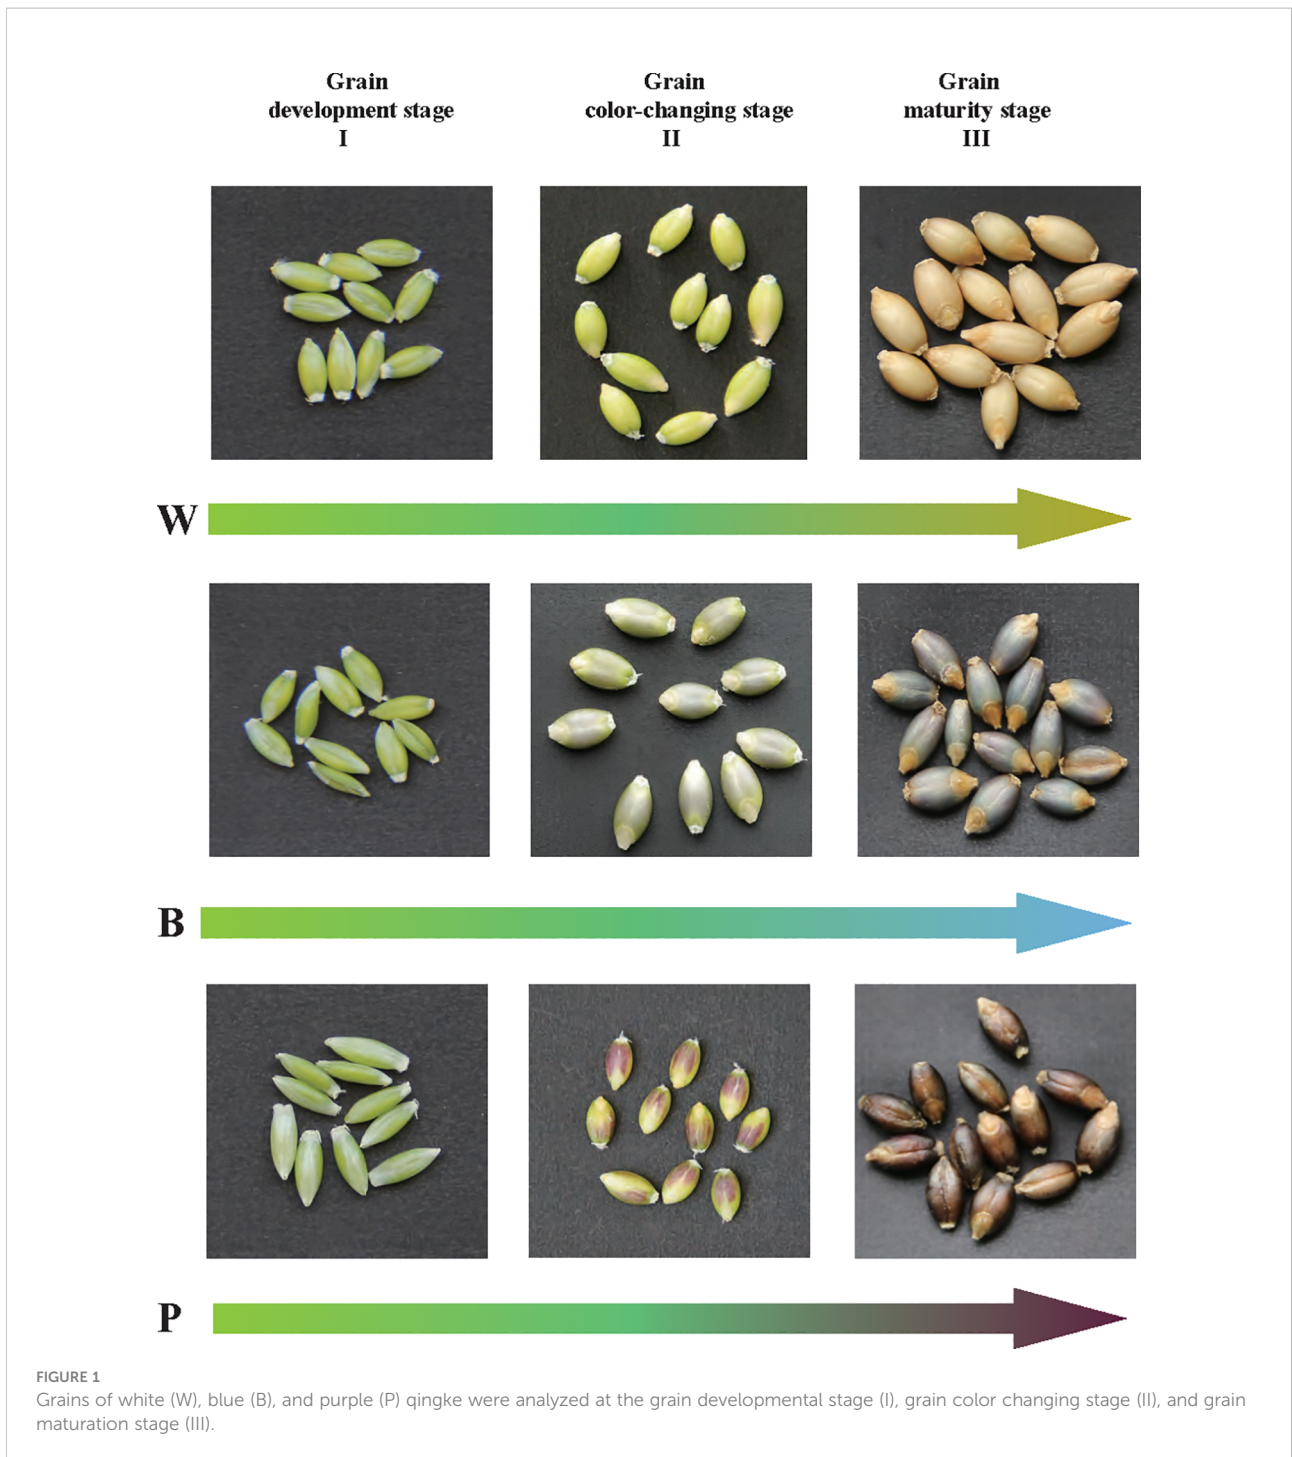 Grain
development stage
I
Grain
color-changing stage
II
Grain
maturity stage
III
W
B
P
FIGURE 1
Grains of white (W), blue (B), and purple (P) qingke were analyzed at the grain developmental stage (I), grain color changing stage (II), and grain
maturation stage (III).